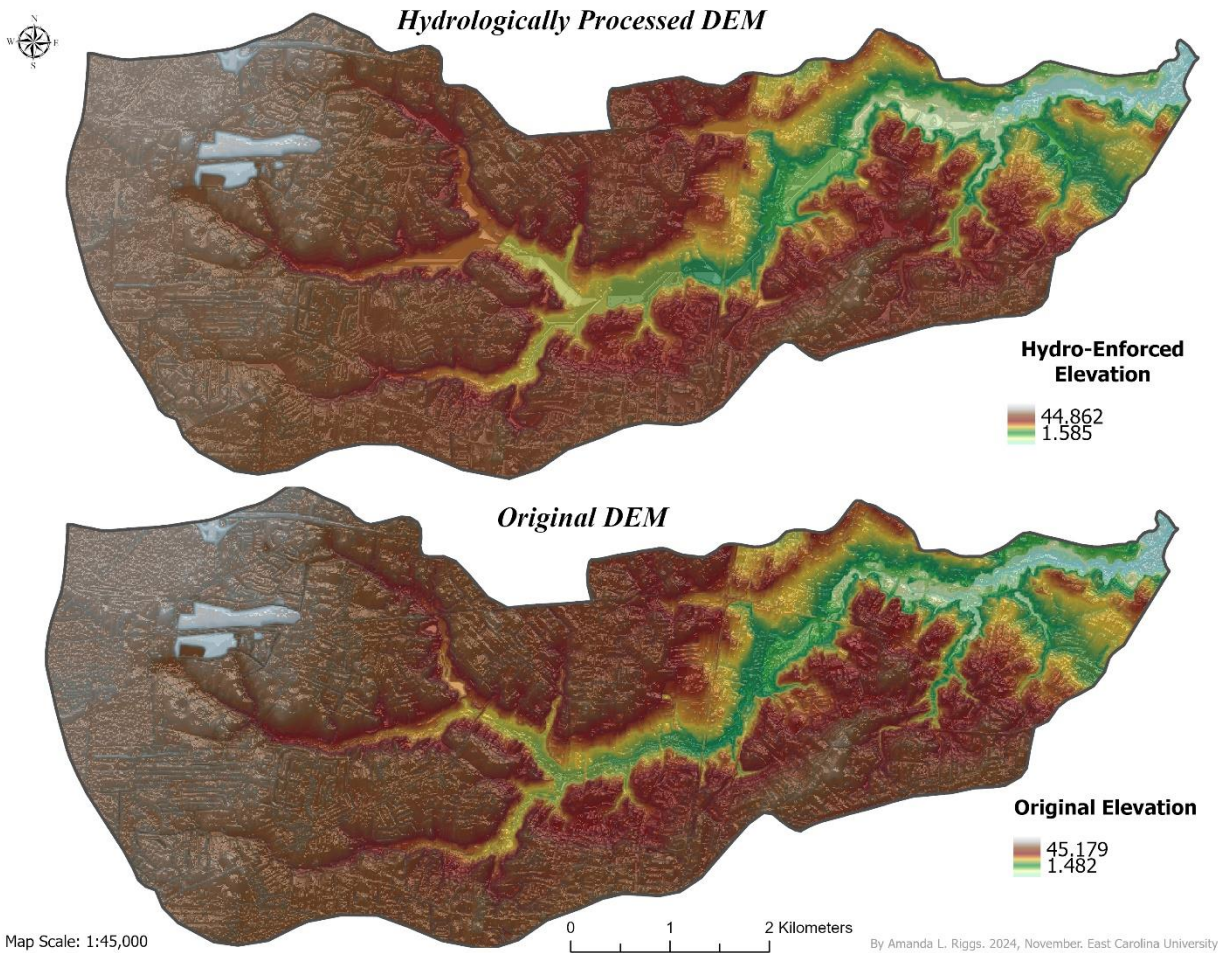 Hydrologically Processed DEM
N
W E
S
Hydro-Enforced
Elevation
44.862
1.585
Original DEM
Original Elevation
45.179
1.482
Map Scale: 1:45,000
0 1 2 Kilometers
By Amanda L. Riggs. 2024, November. East Carolina University